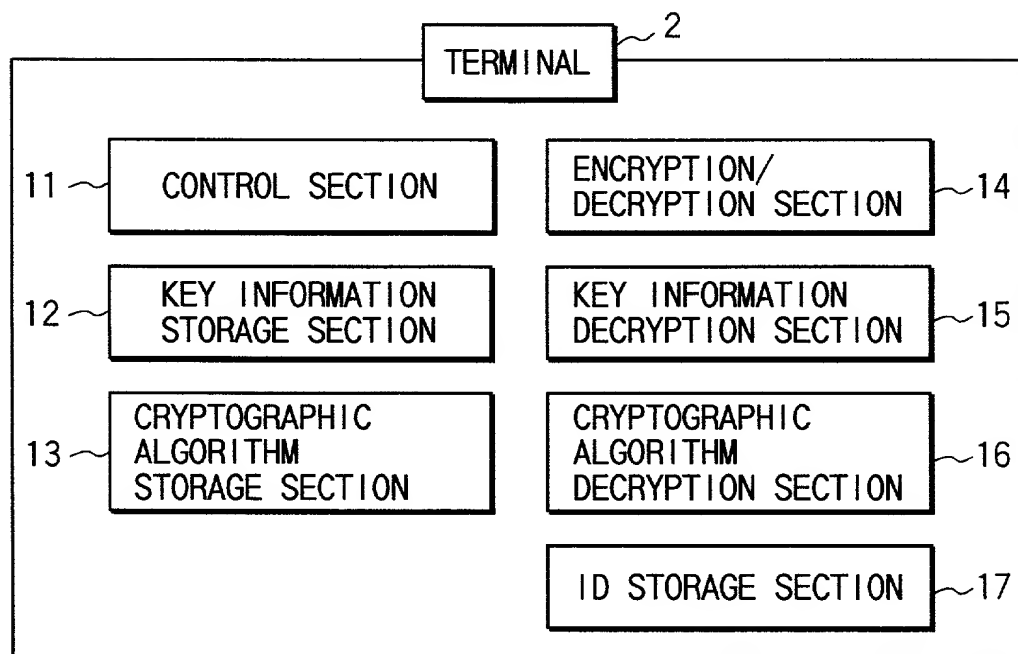 2
TERMINAL
11
CONTROL SECTION
ENCRYPTION/
DECRYPTION SECTION
14
12
KEY INFORMATION
STORAGE SECTION
KEY INFORMATION
DECRYPTION SECTION
15
13
CRYPTOGRAPHIC
ALGORITHM
STORAGE SECTION
CRYPTOGRAPHIC
ALGORITHM
DECRYPTION SECTION
16
ID STORAGE SECTION
17